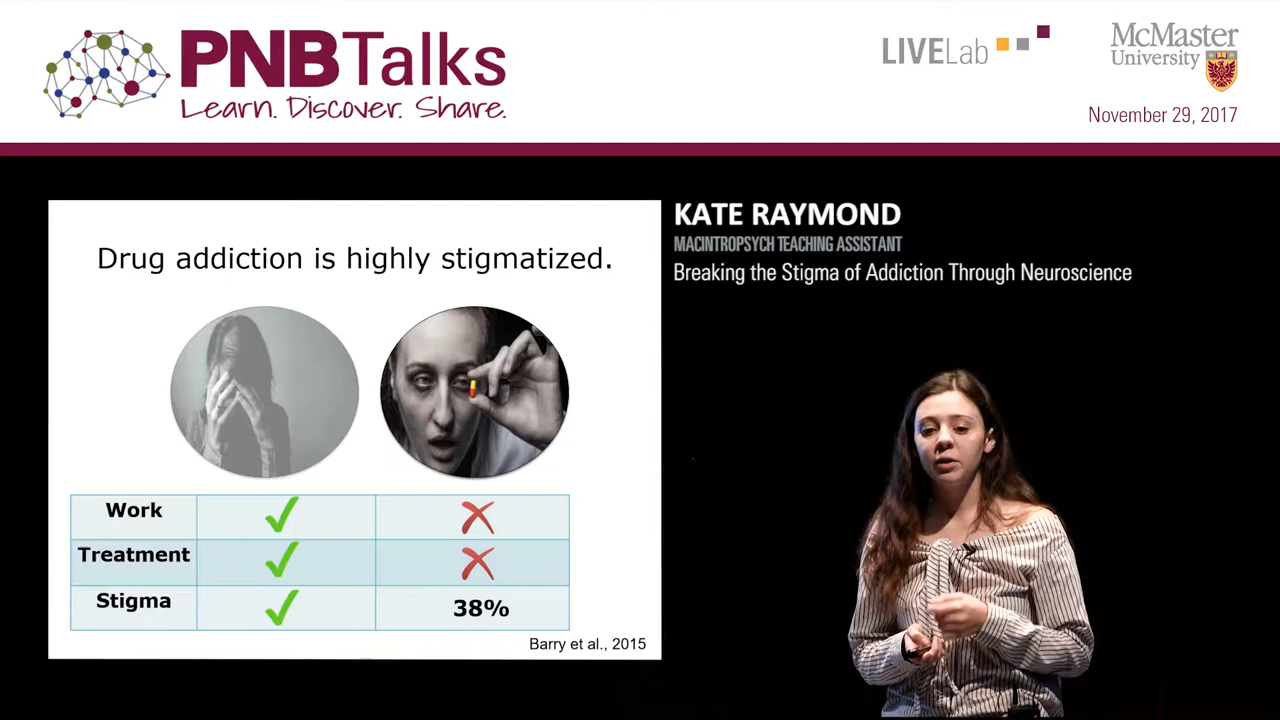 PNBTalks
Learn. Discover. Share.
LIVELab
McMaster
University
November 29, 2017
Drug addiction is highly stigmatized.
Work
Treatment
Stigma 38%
Barry et al., 2015
KATE RAYMOND
MACINTROPSYCH TEACHING ASSISTANT
Breaking the Stigma of Addiction Through Neuroscience